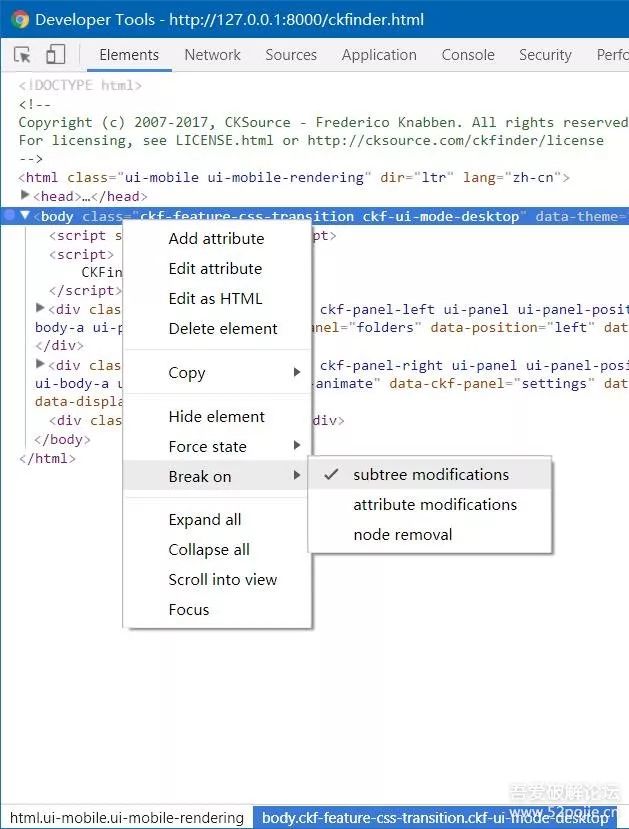 Developer Tools - http://127.0.0.1:8000/ckfinder.html
Elements Network Sources Application Console Security Perfo
<!DOCTYPE html>
<!--
Copyright (c) 2007-2017, CKSource - Frederico Knabben. All rights reserved
For licensing, see LICENSE.html or http://cksource.com/ckfinder/license
-->
<html class="ui-mobile ui-mobile-rendering" dir="ltr" lang="zh-cn">
<head>…</head>
<body class="ckf-feature-css-transition ckf-ui-mode-desktop" data-theme=
<script s pt>
<script>
CKFin
</script>
<div clas ckf-panel-left ui-panel ui-panel-posit
body-a ui-p anel="folders" data-position="left" dat
</div>
<div clas ckf-panel-right ui-panel ui-panel-posi
ui-body-a u -animate" data-ckf-panel="settings" dat
data-displa
<div clas div>
</body>
</html>
Add attribute
Edit attribute
Edit as HTML
Delete element
Copy
Hide element
Force state
Break on
subtree modifications
attribute modifications
node removal
Expand all
Collapse all
Scroll into view
Focus
吾爱破解论坛
www.52pojie.cn
html.ui-mobile.ui-mobile-rendering body.ckf-feature-css-transition.ckf-ui-mode-desktop